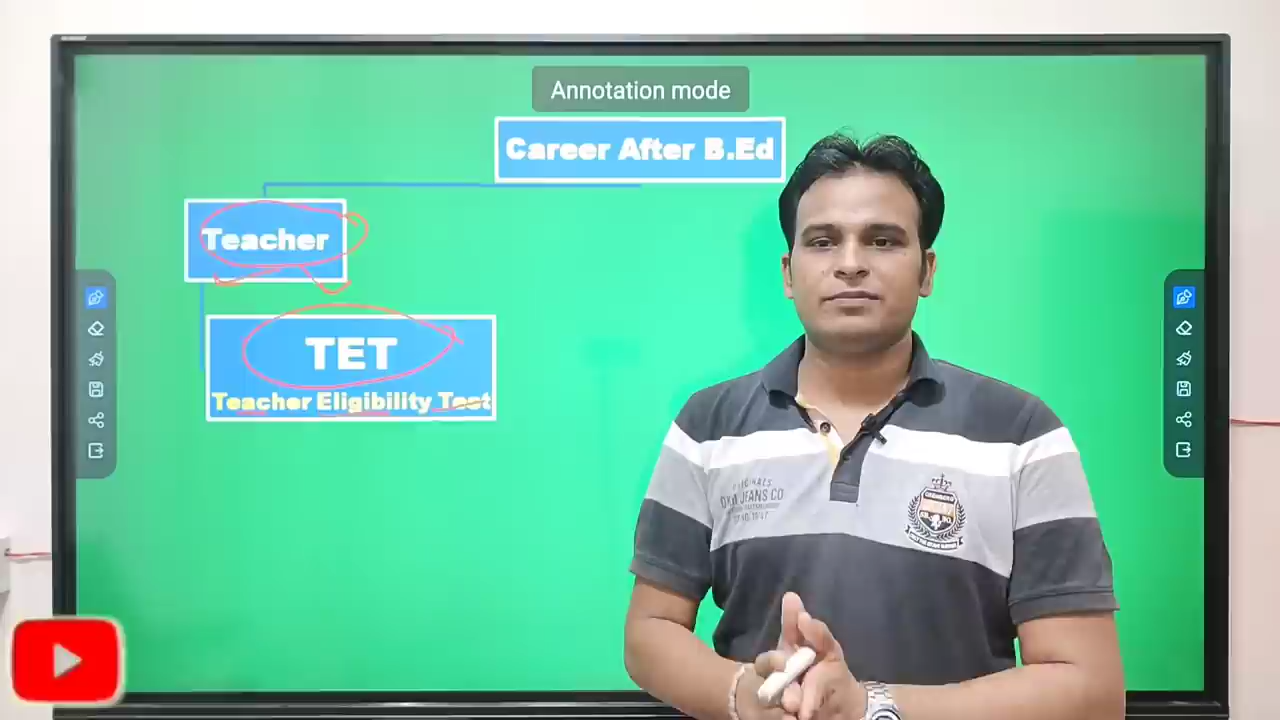 Annotation mode
Career After B.Ed
Teacher
TET
Teacher Eligibility Test